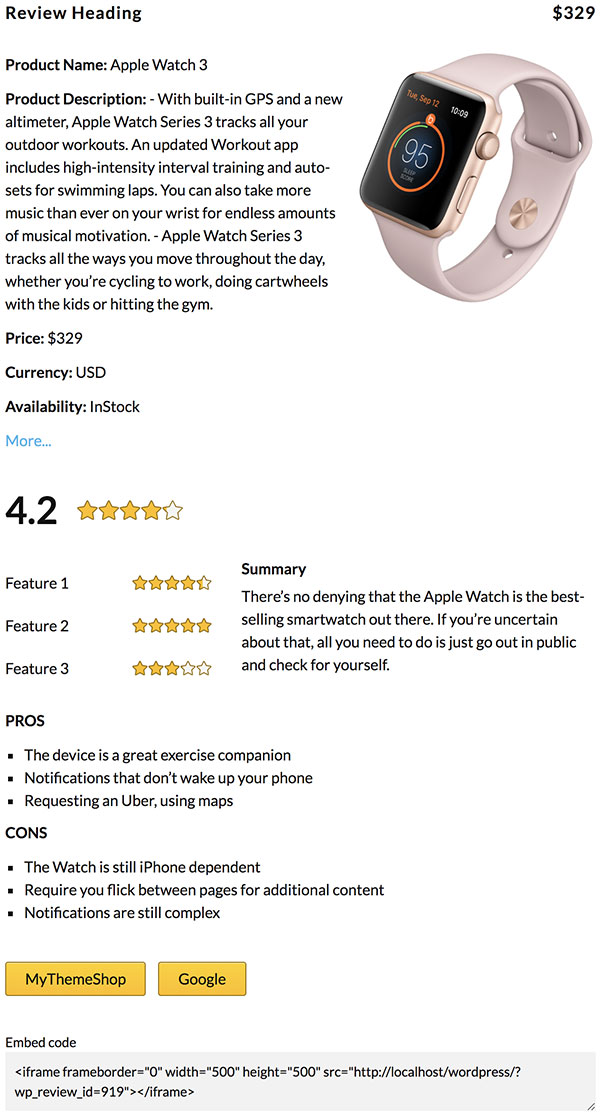 Review Heading
$329
Product Name: Apple Watch 3
Product Description: - With built-in GPS and a new
altimeter, Apple Watch Series 3 tracks all your
outdoor workouts. An updated Workout app
includes high-intensity interval training and auto-
sets for swimming laps. You can also take more
music than ever on your wrist for endless amounts
of musical motivation. - Apple Watch Series 3
tracks all the ways you move throughout the day,
whether you’re cycling to work, doing cartwheels
with the kids or hitting the gym.
Tue, Sep 12
10:09
95
SLEEP
SCORE
Price: $329
Currency: USD
Availability: InStock
More...
4.2
Feature 1
Feature 2
Feature 3
Summary
There’s no denying that the Apple Watch is the best-
selling smartwatch out there. If you’re uncertain
about that, all you need to do is just go out in public
and check for yourself.
PROS
The device is a great exercise companion
Notifications that don’t wake up your phone
Requesting an Uber, using maps
CONS
The Watch is still iPhone dependent
Require you flick between pages for additional content
Notifications are still complex
MyThemeShop
Google
Embed code
<iframe frameborder="0" width="500" height="500" src="http://localhost/wordpress/?
wp_review_id=919"></iframe>